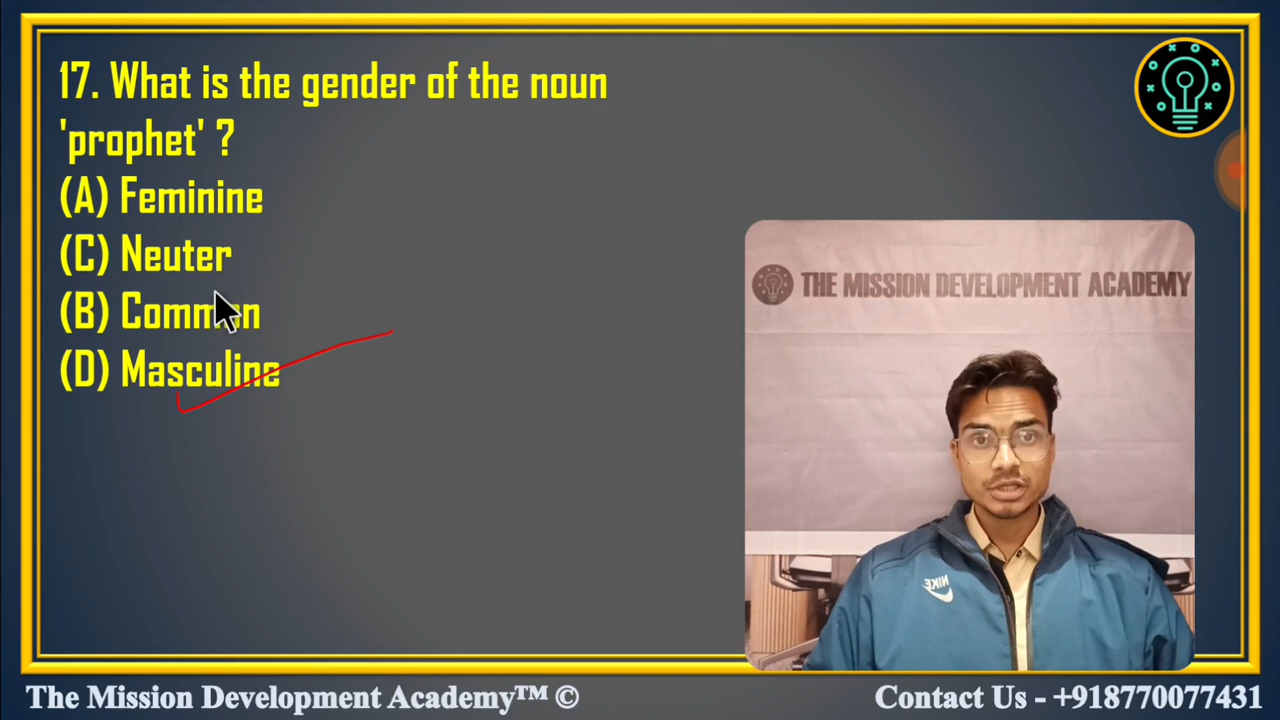 17. What is the gender of the noun
'prophet' ?
(A) Feminine
(C) Neuter
(B) Common
(D) Masculine
THE MISSION DEVELOPMENT ACADEMY
NIKE
The Mission Development Academy™ ©
Contact Us - +918770077431